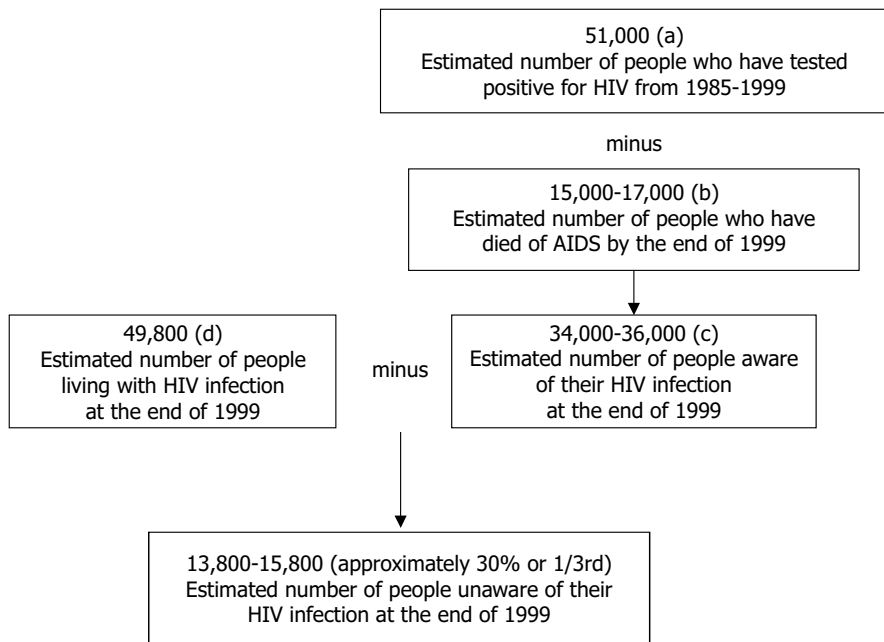 51,000 (a)
Estimated number of people who have tested
positive for HIV from 1985-1999
minus
15,000-17,000 (b)
Estimated number of people who have
died of AIDS by the end of 1999
49,800 (d)
Estimated number of people
living with HIV infection
at the end of 1999
minus
34,000-36,000 (c)
Estimated number of people aware
of their HIV infection
at the end of 1999
13,800-15,800 (approximately 30% or 1/3rd)
Estimated number of people unaware of their
HIV infection at the end of 1999